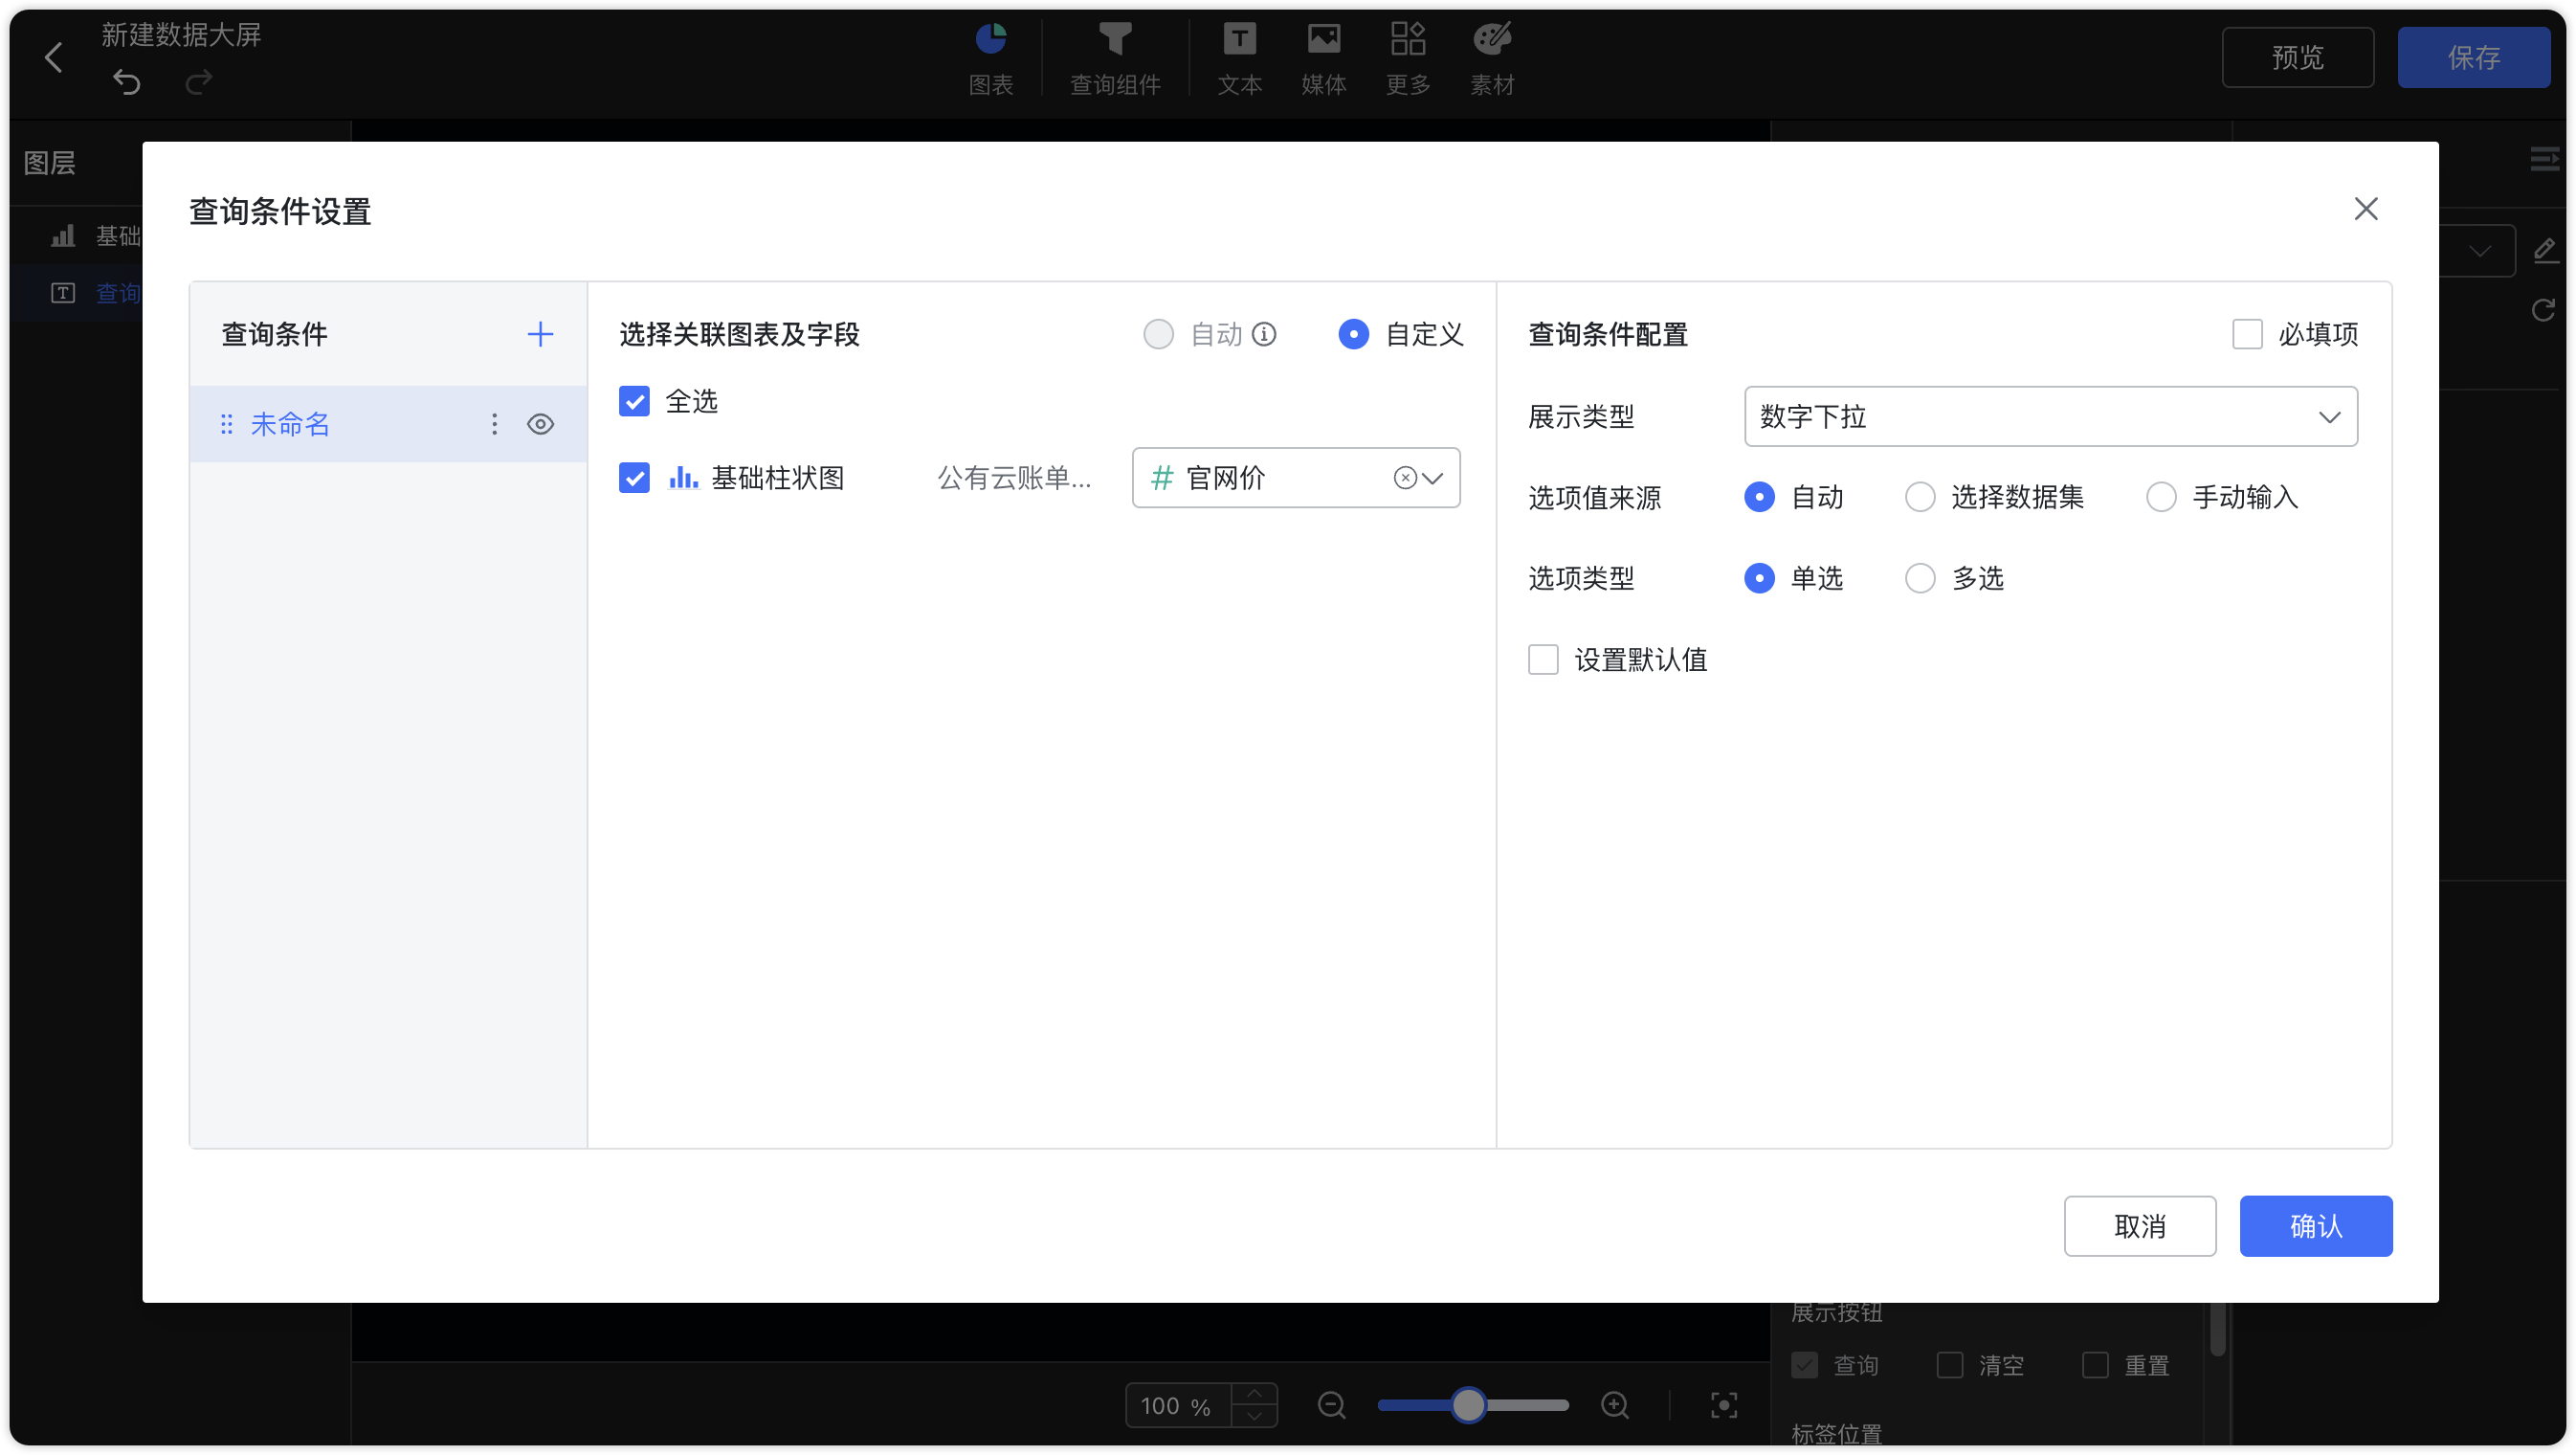 新建数据大屏
图表
查询组件
文本
媒体
更多
素材
预览
保存
图层
基础
查询
查询条件设置
查询条件
未命名
选择关联图表及字段
自动
自定义
全选
基础柱状图
公有云账单...
官网价
查询条件配置
必填项
展示类型
数字下拉
选项值来源
自动
选择数据集
手动输入
选项类型
单选
多选
设置默认值
取消
确认
展示按钮
查询
清空
重置
100 %
标签位置